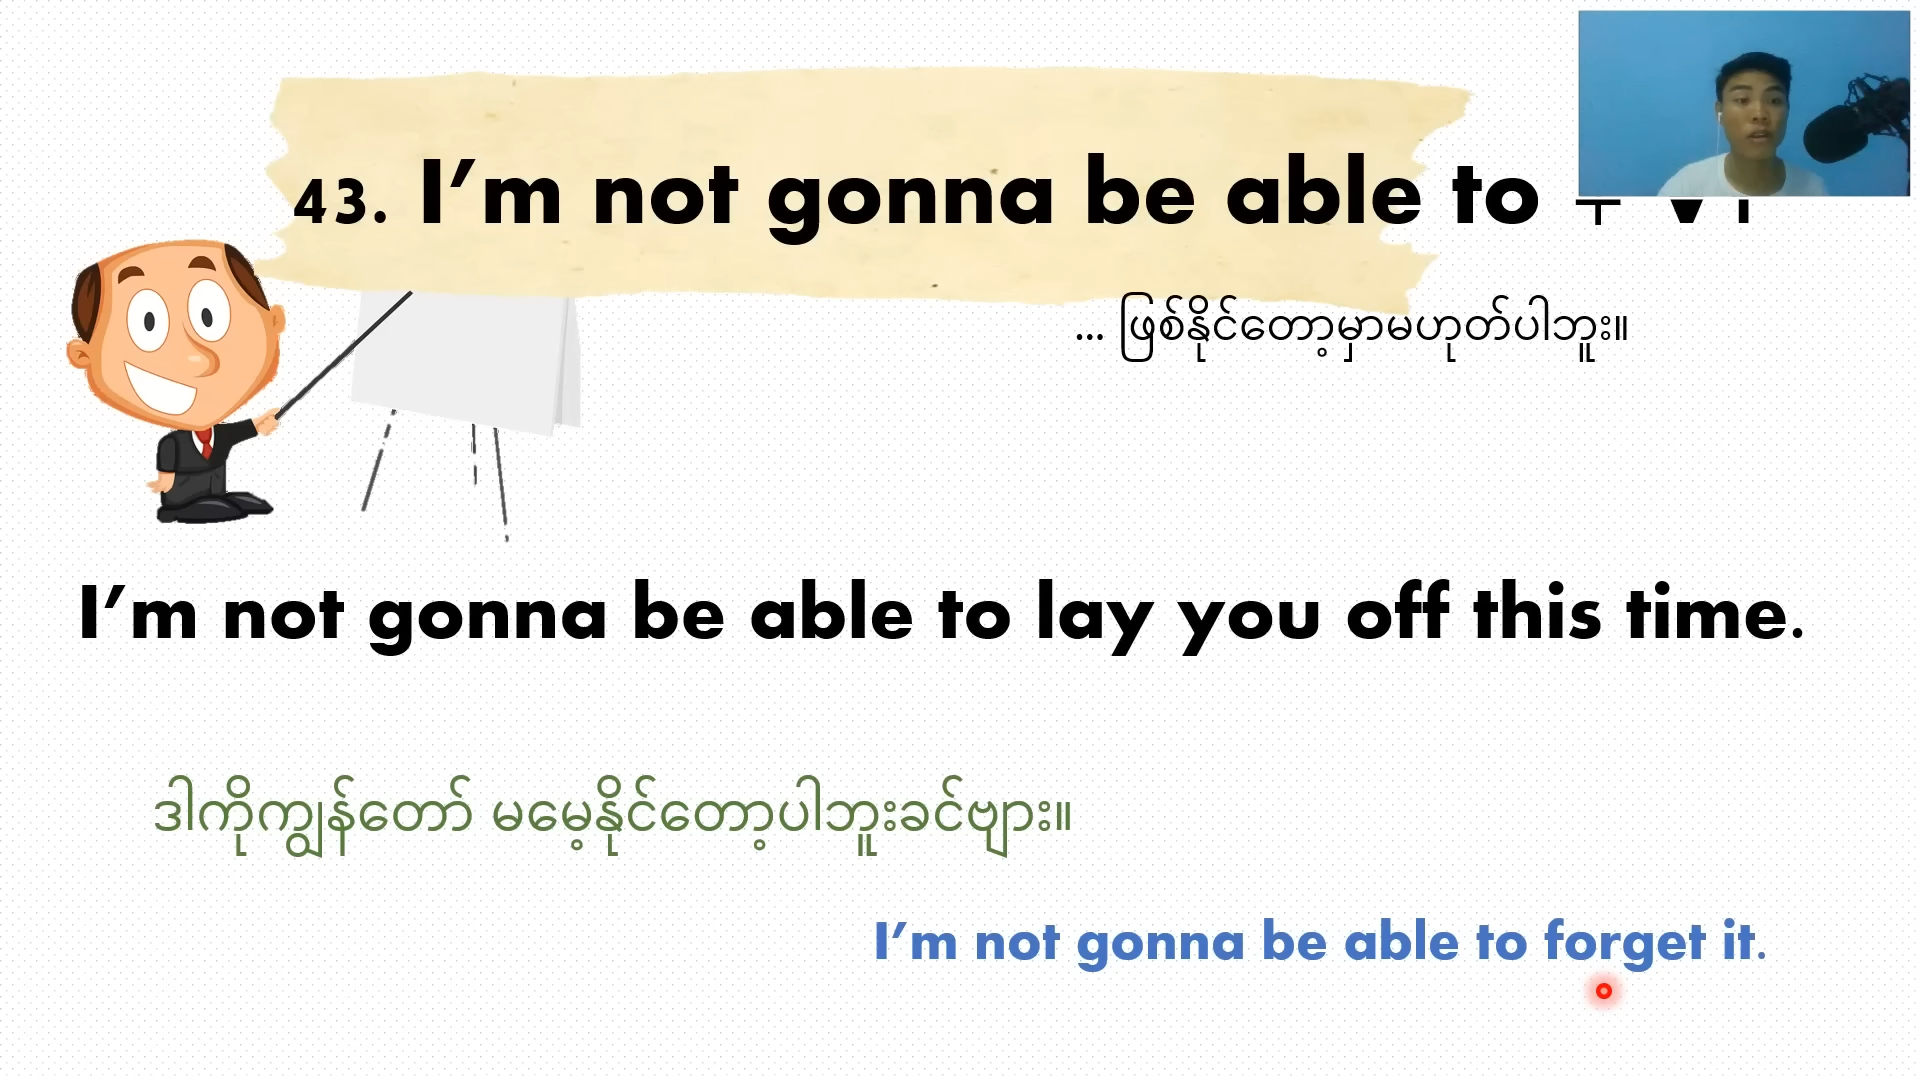 43. I’m not gonna be able to + V1
... ဖြစ်နိုင်တော့မှာမဟုတ်ပါဘူး။
I’m not gonna be able to lay you off this time.
ဒါကိုကျွန်တော် မမေ့နိုင်တော့ပါဘူးခင်ဗျား။
I’m not gonna be able to forget it.